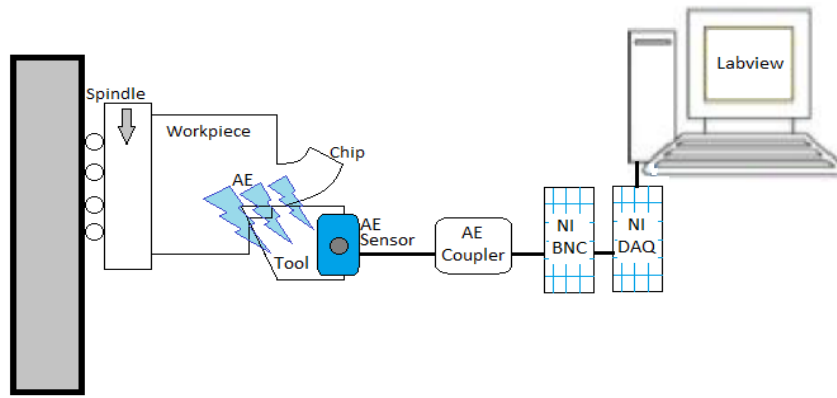 Spindle
Workpiece
Chip
AE
Tool
AE
Sensor
AE
Coupler
NI
BNC
NI
DAQ
Labview